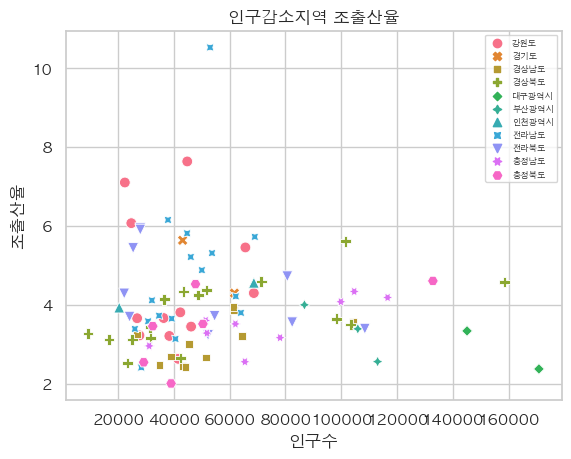 인구감소지역 조출산율
조출산율
10
8
6
4
2
강원도
경기도
경상남도
경상북도
대구광역시
부산광역시
인천광역시
전라남도
전라북도
충청남도
충청북도
20000 40000 60000 80000 100000 120000 140000 160000
인구수